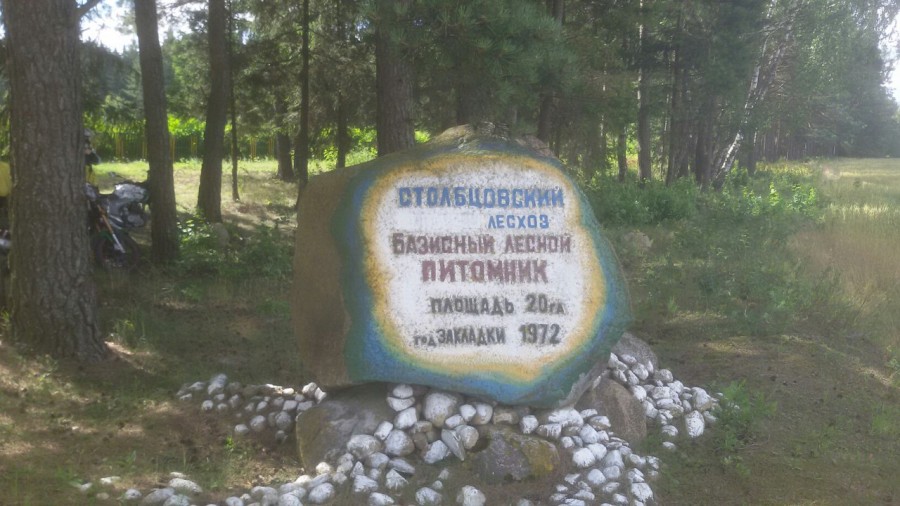 СТОЛБЦОВСКИЙ
ЛЕСХОЗ
БАЗИСНЫЙ ЛЕСНОЙ
ПИТОМНИК
ПЛОЩАДЬ 20га
год ЗАКЛАДКИ 1972